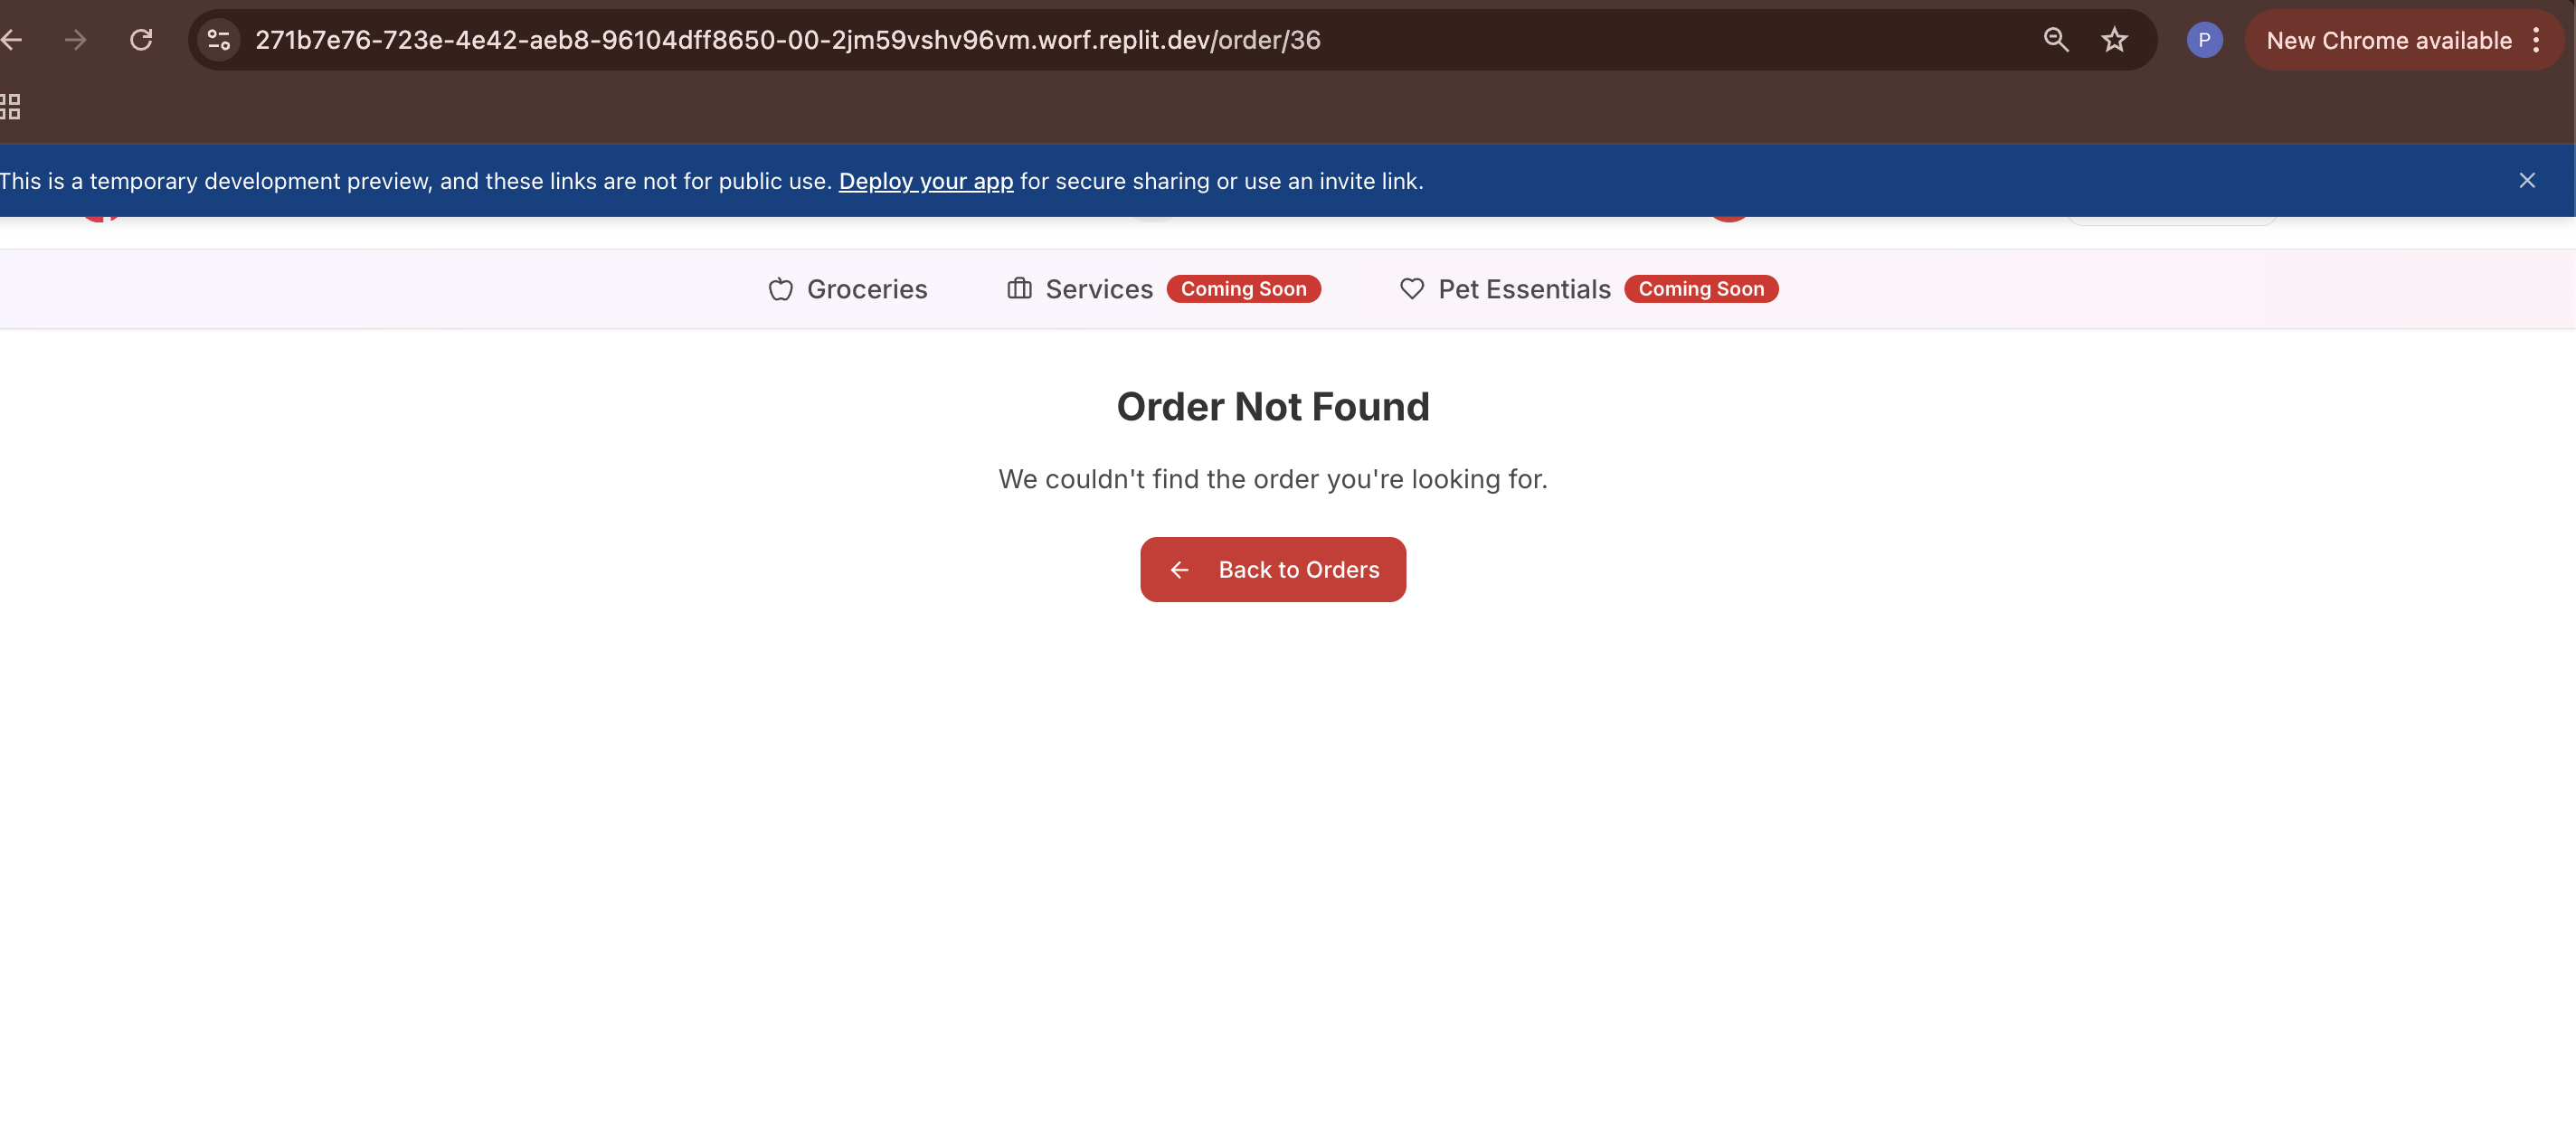 271b7e76-723e-4e42-aeb8-96104dff8650-00-2jm59vshv96vm.worf.replit.dev/order/36
P
New Chrome available
This is a temporary development preview, and these links are not for public use. Deploy your app for secure sharing or use an invite link.
Groceries Services Coming Soon Pet Essentials Coming Soon
Order Not Found
We couldn't find the order you're looking for.
Back to Orders